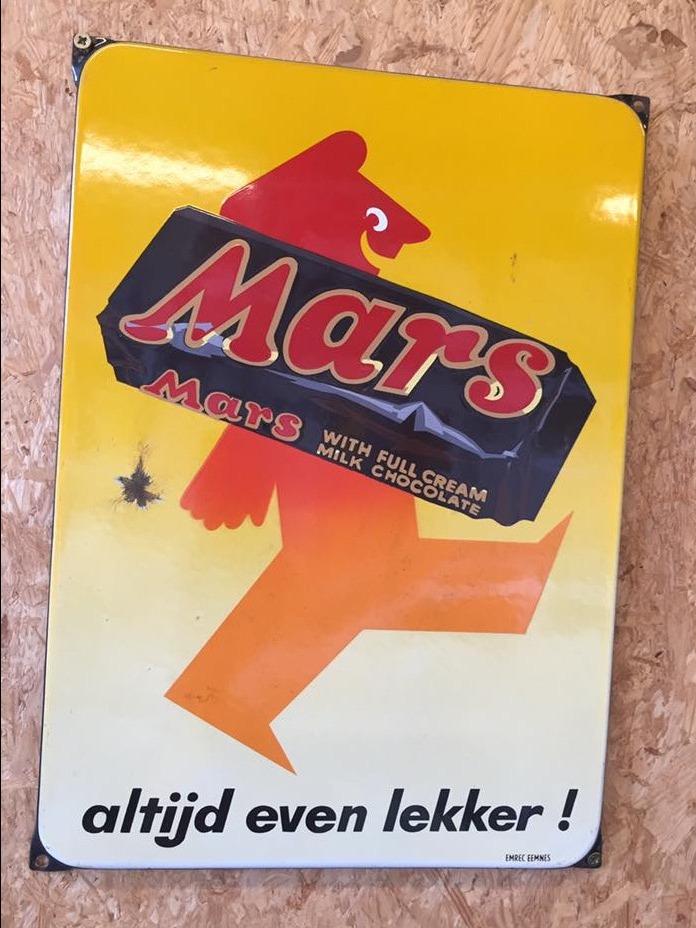 Mars
Mars
WITH FULL CREAM
MILK CHOCOLATE
altijd even lekker !
EMREC EEMNES